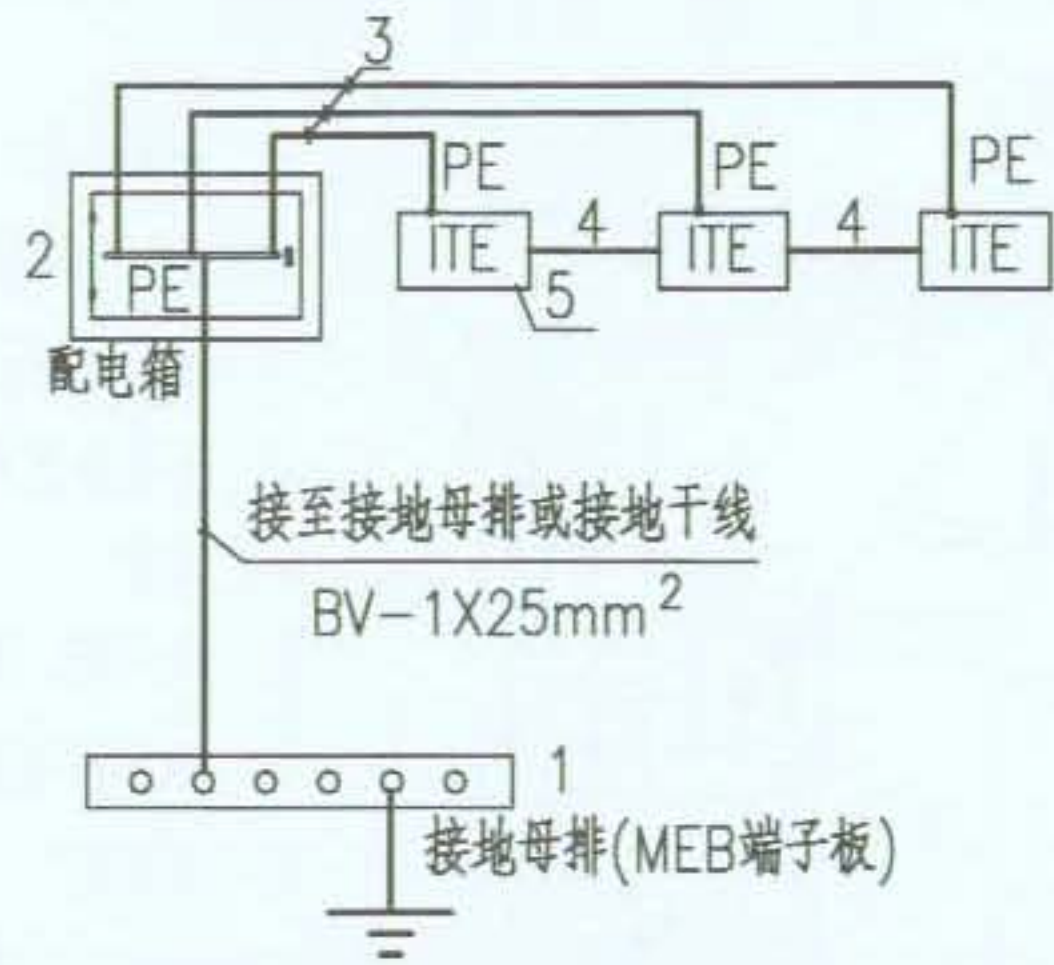 3
PE PE PE
2 4 4
ITE ITE ITE
PE 5
配电箱
接至接地母排或接地干线
BV-1X25mm²
1
接地母排(MEB端子板)